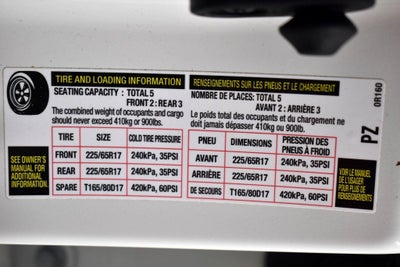 TIRE AND LOADING INFORMATION
SEATING CAPACITY : TOTAL 5
FRONT 2 : REAR 3
The combined weight of occupants and cargo
should never exceed 410kg or 900lbs.
TIRE SIZE COLD TIRE PRESSURE
FRONT 225/65R17 240kPa, 35PSI
REAR 225/65R17 240kPa, 35PSI
SPARE T165/80D17 420kPa, 60PSI
SEE OWNER'S
MANUAL FOR
ADDITIONAL
INFORMATION.
RENSEIGNEMENTS SUR LES PNEUS ET LE CHARGEMENT
NOMBRE DE PLACES: TOTAL 5
AVANT 2 : ARRIÈRE 3
Le poids total des occupants et du chargement ne
doit jamais dépasser 410kg ou 900lb.
PNEU DIMENSIONS PRESSION DES
PNEUS À FROID
AVANT 225/65R17 240kPa, 35PSI
ARRIÈRE 225/65R17 240kPa, 35PSI
DE SECOURS T165/80D17 420kPa, 60PSI
VOIR LE MANUEL
DE L'USAGER
POUR PLUS DE
RENSEIGNEMENTS
0R160
PZ